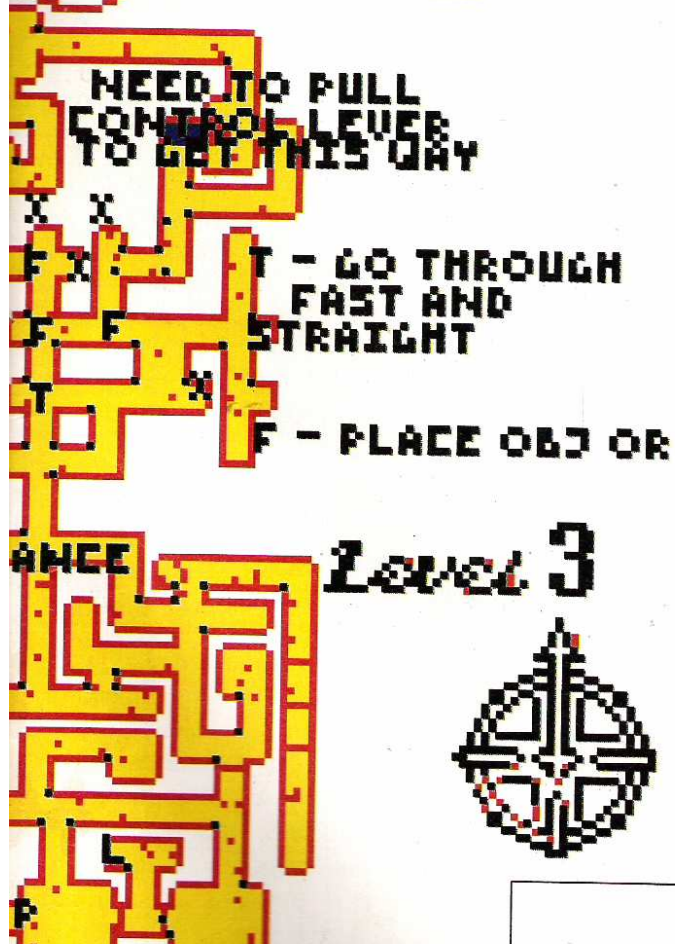 NEED TO PULL
CONTROL LEVER
TO GET THIS WAY
X X
F X
T - GO THROUGH
FAST AND
STRAIGHT
F F
X
T
F - PLACE OBJ OR
ANCE
Level 3
L
P